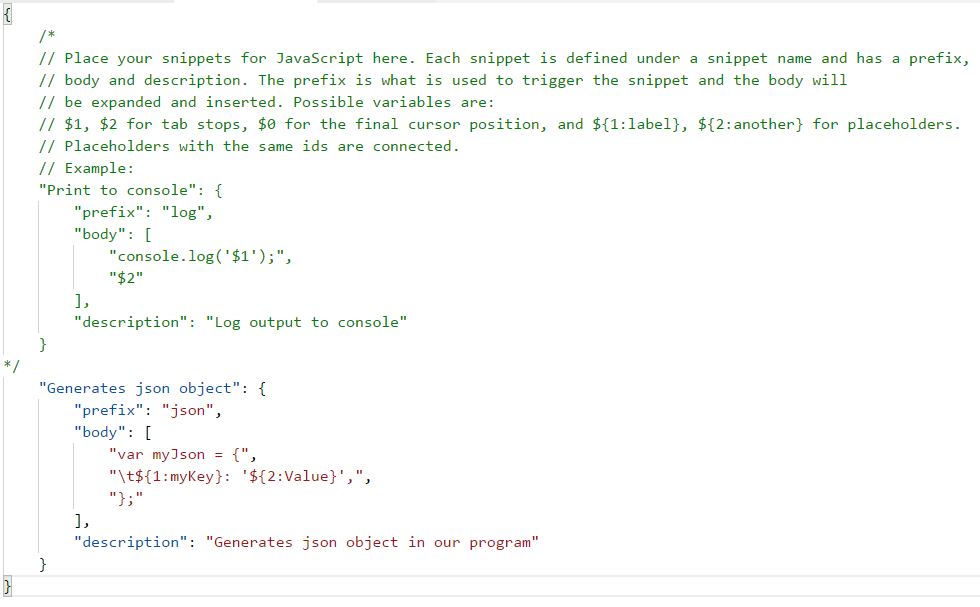 {
    /*
    // Place your snippets for JavaScript here. Each snippet is defined under a snippet name and has a prefix,
    // body and description. The prefix is what is used to trigger the snippet and the body will
    // be expanded and inserted. Possible variables are:
    // $1, $2 for tab stops, $0 for the final cursor position, and ${1:label}, ${2:another} for placeholders.
    // Placeholders with the same ids are connected.
    // Example:
    "Print to console": {
        "prefix": "log",
        "body": [
            "console.log('$1');",
            "$2"
        ],
        "description": "Log output to console"
    }
*/
    "Generates json object": {
        "prefix": "json",
        "body": [
            "var myJson = {",
            "\t${1:myKey}: '${2:Value}',",
            "};"
        ],
        "description": "Generates json object in our program"
    }
}